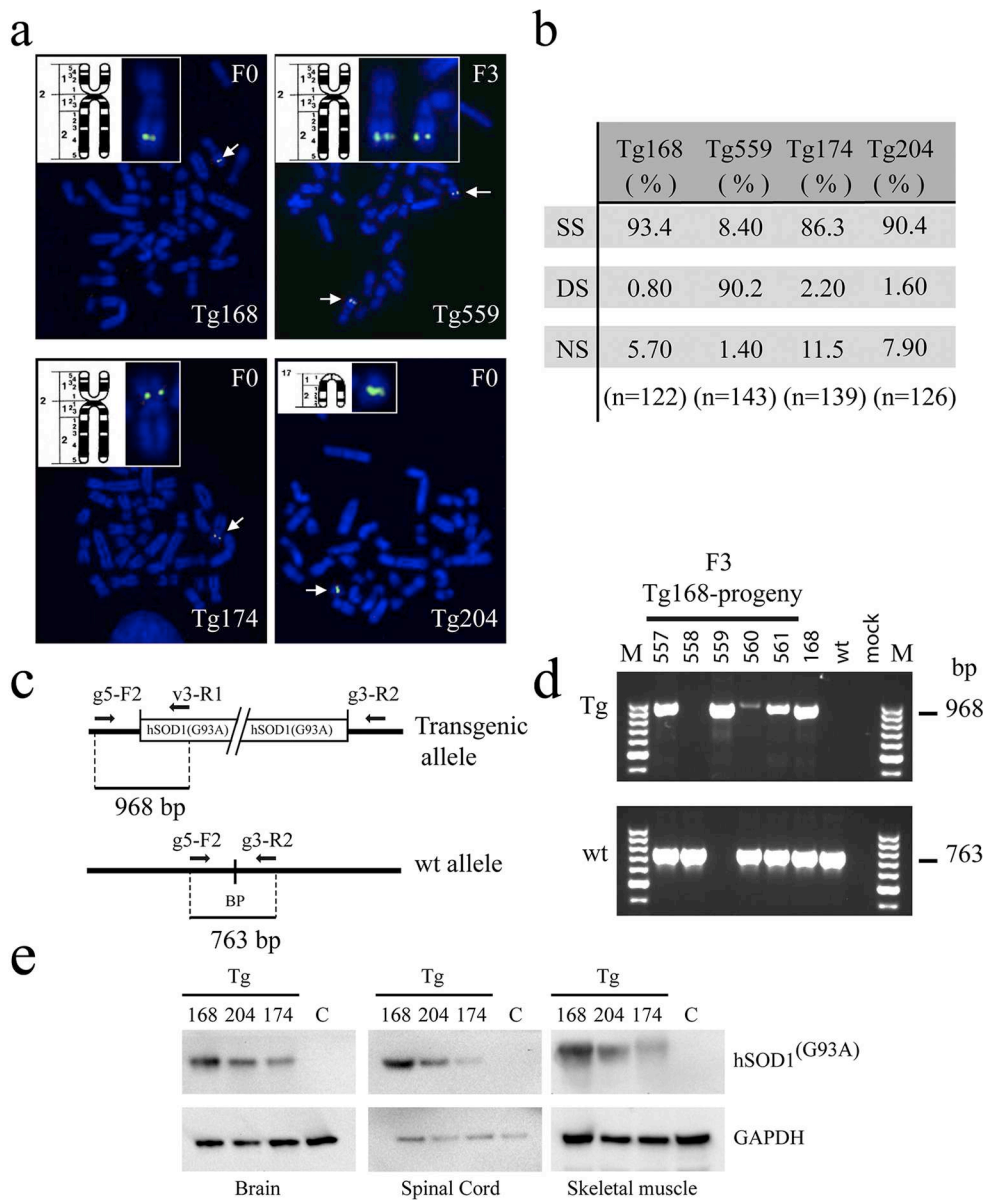 a
F0
Tg168
F3
Tg559
F0
Tg174
F0
Tg204
b
Tg168 Tg559 Tg174 Tg204
( % ) ( % ) ( % ) ( % )
SS 93.4 8.40 86.3 90.4
DS 0.80 90.2 2.20 1.60
NS 5.70 1.40 11.5 7.90
(n=122) (n=143) (n=139) (n=126)
c
g5-F2 v3-R1 g3-R2
hSOD1(G93A) hSOD1(G93A)
Transgenic
allele
968 bp
g5-F2 g3-R2
wt allele
BP
763 bp
d
F3
Tg168-progeny
M 557 558 559 560 561 168 wt mock M
bp
Tg 968
wt 763
e
Tg Tg Tg
168 204 174 C 168 204 174 C 168 204 174 C
hSOD1(G93A)
GAPDH
Brain Spinal Cord Skeletal muscle